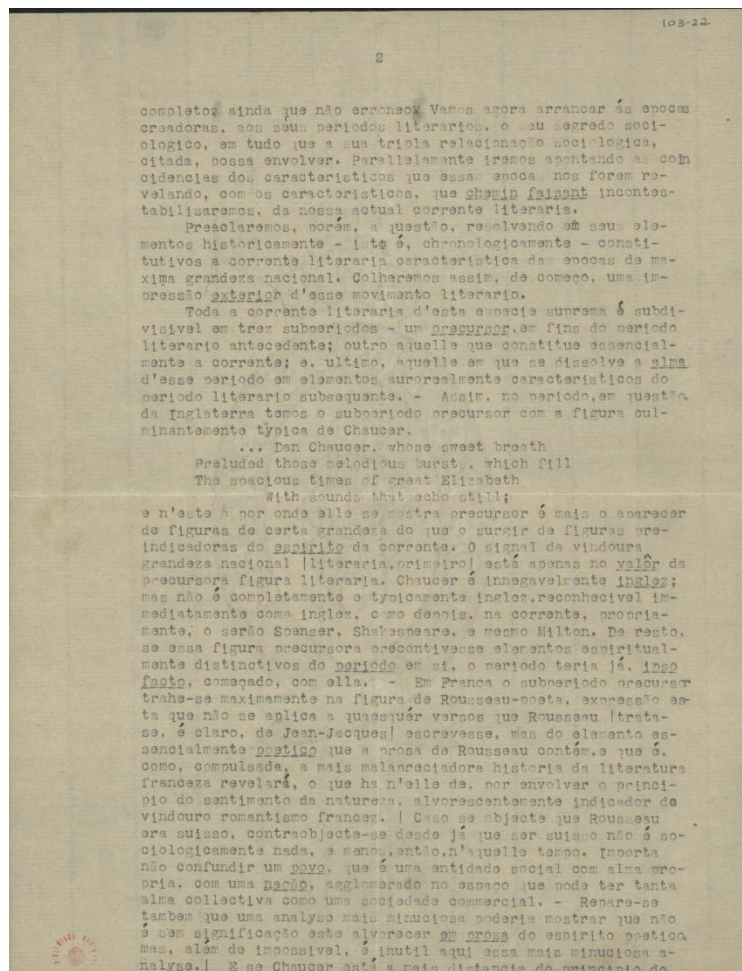 103-22
2
completoz ainda que não erroneox Vamos agora arrancar ás epocas
creadoras, aos seus periodos literarios, o seu segredo soci-
ologico, em tudo que a sua tripla relacionação sociologica,
citada, possa envolver. Parallelamente iremos apontando as coin
cidencias dos caracteristicos que essas epocas nos forem re-
velando, com os caracteristicos, que chemin faisant incontes-
tabilisaremos, da nossa actual corrente literaria.
Preaclaremos, porém, a questão, resolvendo em seus ele-
mentos historicamente - isto é, chronologicamente - consti-
tutivos a corrente literaria caracteristica das epocas de ma-
xima grandeza nacional. Colheremos assim, de começo, uma im-
pressão exterior d'esse movimento literario.
Toda a corrente literaria d'esta especie suprema é subdi-
visivel em trez subperiodos - um precursor,em fins do periodo
literario antecedente; outro aquelle que constitue essencial-
mente a corrente; e, ultimo, aquelle em que se dissolve a alma
d'esse periodo em elementos aurorealmente caracteristicos do
periodo literario subsequente. - Assim, no periodo,em questão,
da Inglaterra temos o subperiodo precursor com a figura cul-
minantemente typica de Chaucer.
... Dan Chaucer, whose sweet breath
Preluded those melodious bursts, which fill
The spacious times of great Elizabeth
With sounds that echo still;
e n'este a por onde elle se mostra precursor é mais o aparecer
de figuras de certa grandeza do que o surgir de figuras pre-
indicadoras do espirito da corrente. O signal da vindoura
grandeza nacional |literaria,primeiro| está apenas no valôr da
precursora figura literaria. Chaucer é innegavelmente inglez;
mas não é completamente e typicamente inglez,reconhecivel im-
mediatamente como inglez, como depois, na corrente, propria-
mente, o serão Spenser, Shakespeare, e mesmo Milton. De resto,
se essa figura precursora precontivesse elementos espiritual-
mente distinctivos do periodo em si, o periodo teria já, ipso
facto, começado, com ella. - Em França o subperiodo precursor
trahe-se maximamente na figura de Rousseau-poeta, expressão es-
ta que não se applica a quaesquér versos que Rousseau |trata-
se, é claro, de Jean-Jacques| escrevesse, mas do elemento es-
sencialmente poetico que a prosa de Rousseau contém,e que é,
como, compulsada, a mais malapreciadora historia da literatura
franceza revelará, o que ha n'elle de, por envolver o princi-
pio do sentimento da natureza, alvorescentemente indicador do
vindouro romantismo francez. | Caso se objecte que Rousseau
era suisso, contraobjecte-se desde já que ser suisso não é so-
ciologicamente nada, e menos,então,n'aquelle tempo. Importa
não confundir um povo, que é uma entidade social com alma pro-
pria, com uma nação, agglomerado no espaço que pode ter tanta
alma collectiva como uma sociedade commercial. - Repare-se
tambem que uma analyse mais minuciosa poderia mostrar que não
é sem significação este alvorecer em prosa do espirito poetico,
mas, além de impossivel, é inutil aqui essa mais minuciosa a-
nalyse.| E se Chaucer está a mais distancia do principio do